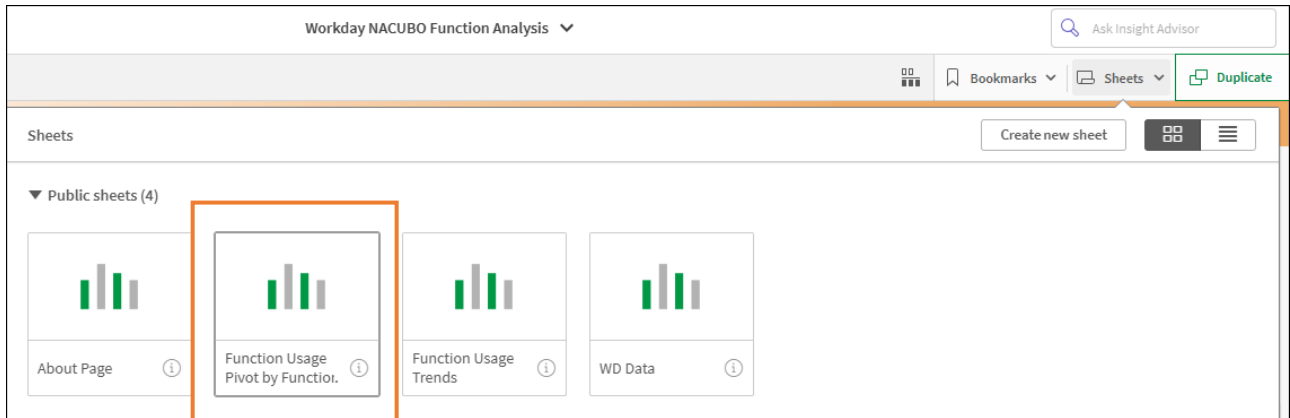 Workday NACUBO Function Analysis
Ask Insight Advisor
Bookmarks
Sheets
Duplicate
Sheets
Create new sheet
Public sheets (4)
About Page
Function Usage
Pivot by Function
Function Usage
Trends
WD Data